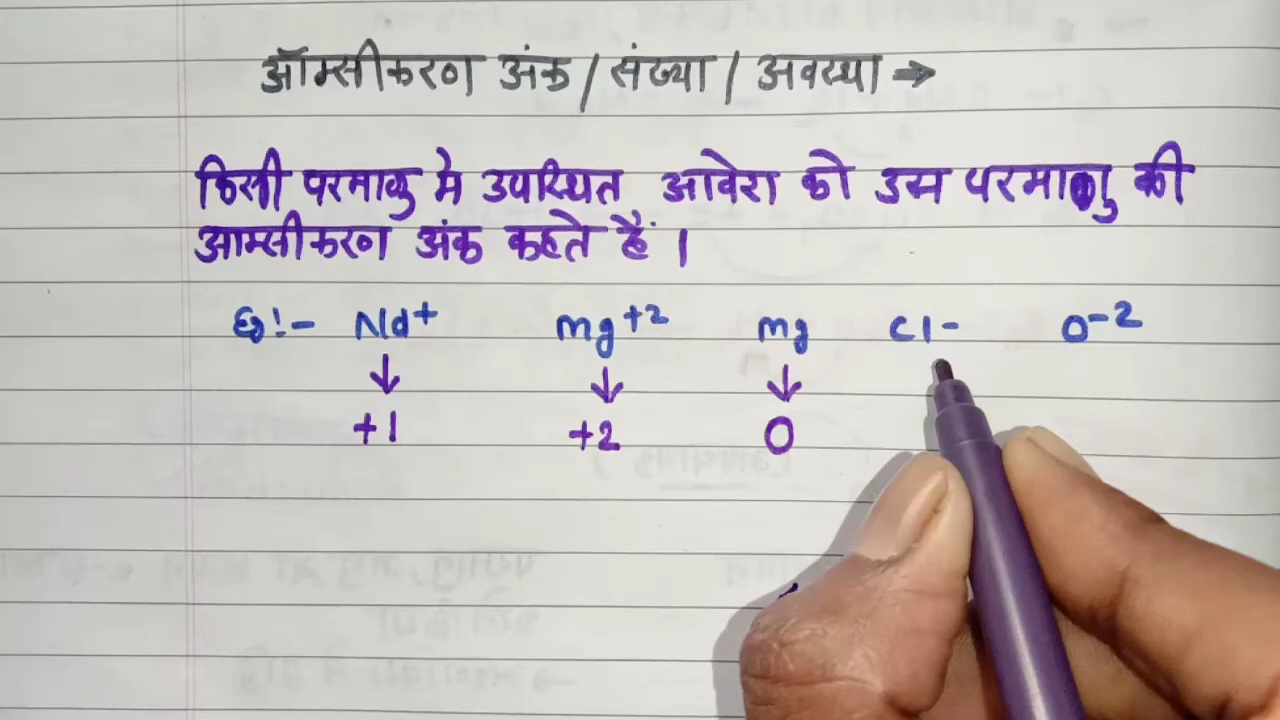 ऑक्सीकरण अंक / संख्या / अवस्था →
किसी परमाणु मे उपस्थित आवेश को उस परमाणु की
आक्सीकरण अंक कहते हैं ।
Eg:- Na+ Mg+2 Mg Cl- O-2
↓ ↓ ↓
+1 +2 0